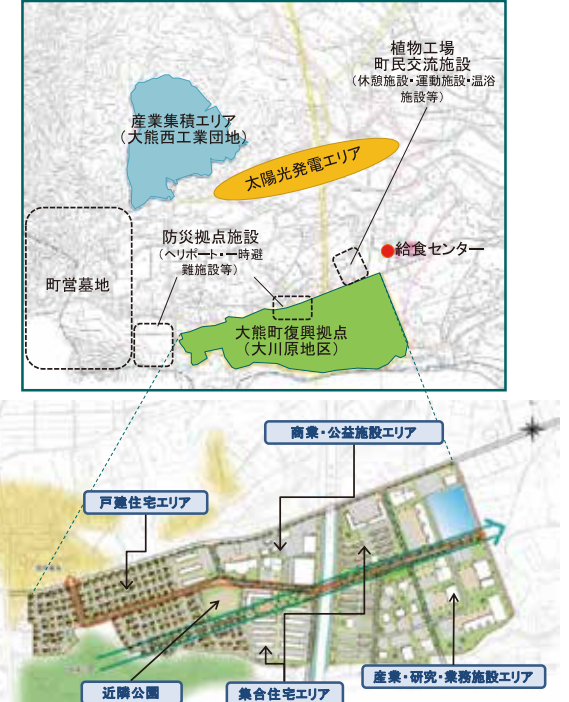 植物工場
町民交流施設
（休憩施設・運動施設・温浴
施設等）
産業集積エリア
（大熊西工業団地）
太陽光発電エリア
防災拠点施設
（ヘリポート・一時避
難施設等）
給食センター
町営墓地
大熊町復興拠点
（大川原地区）
商業・公益施設エリア
戸建住宅エリア
近隣公園
集合住宅エリア
産業・研究・業務施設エリア